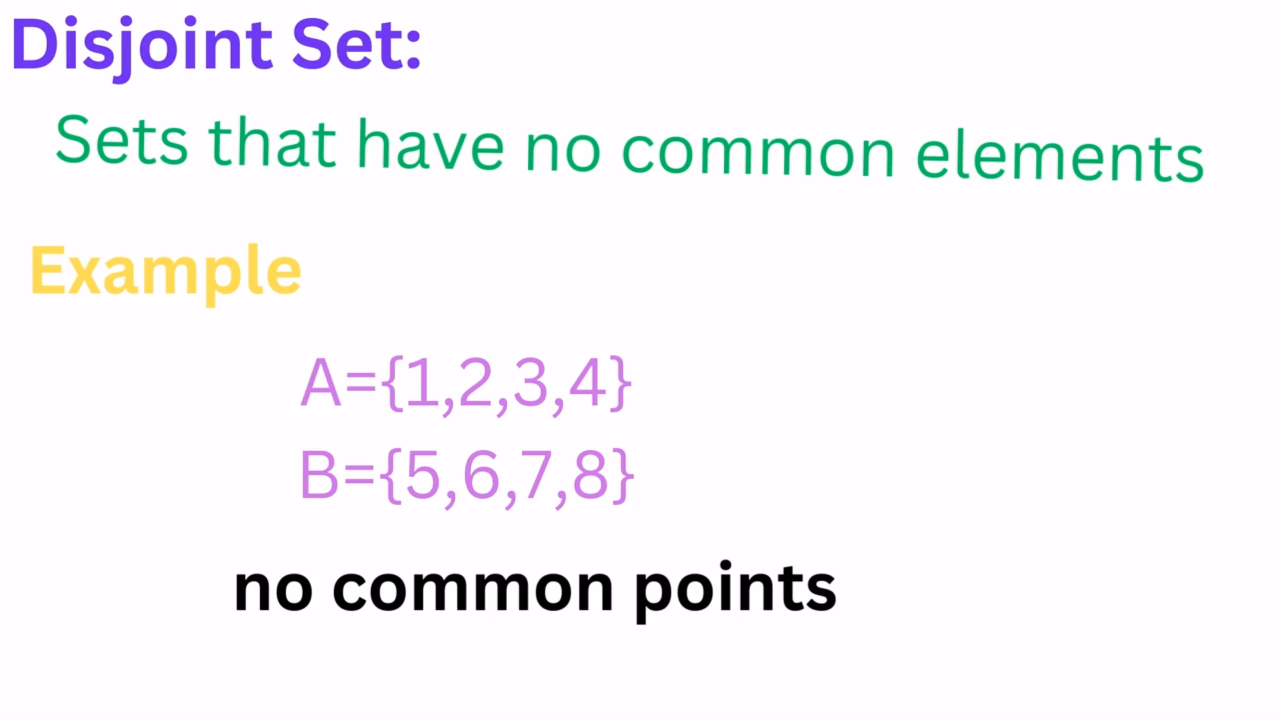 Disjoint Set:
Sets that have no common elements
Example
A={1,2,3,4}
B={5,6,7,8}
no common points